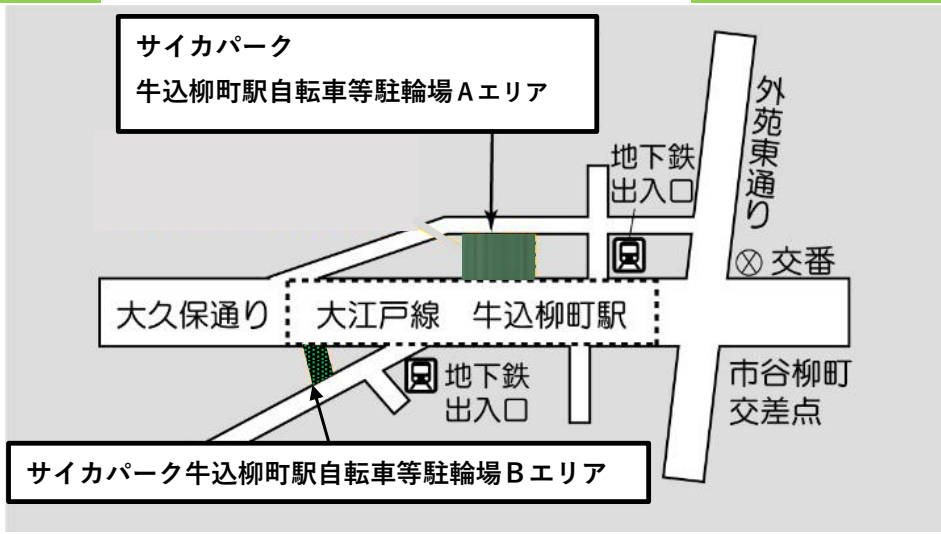 サイカパーク
牛込柳町駅自転車等駐輪場Aエリア
外苑東通り
地下鉄
出入口
交番
大久保通り
大江戸線 牛込柳町駅
地下鉄
出入口
市谷柳町
交差点
サイカパーク牛込柳町駅自転車等駐輪場Bエリア